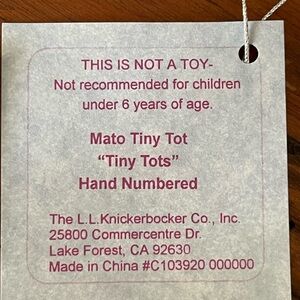 THIS IS NOT A TOY-
Not recommended for children
under 6 years of age.
Mato Tiny Tot
“Tiny Tots”
Hand Numbered
The L.L.Knickerbocker Co., Inc.
25800 Commercentre Dr.
Lake Forest, CA 92630
Made in China #C103920 000000